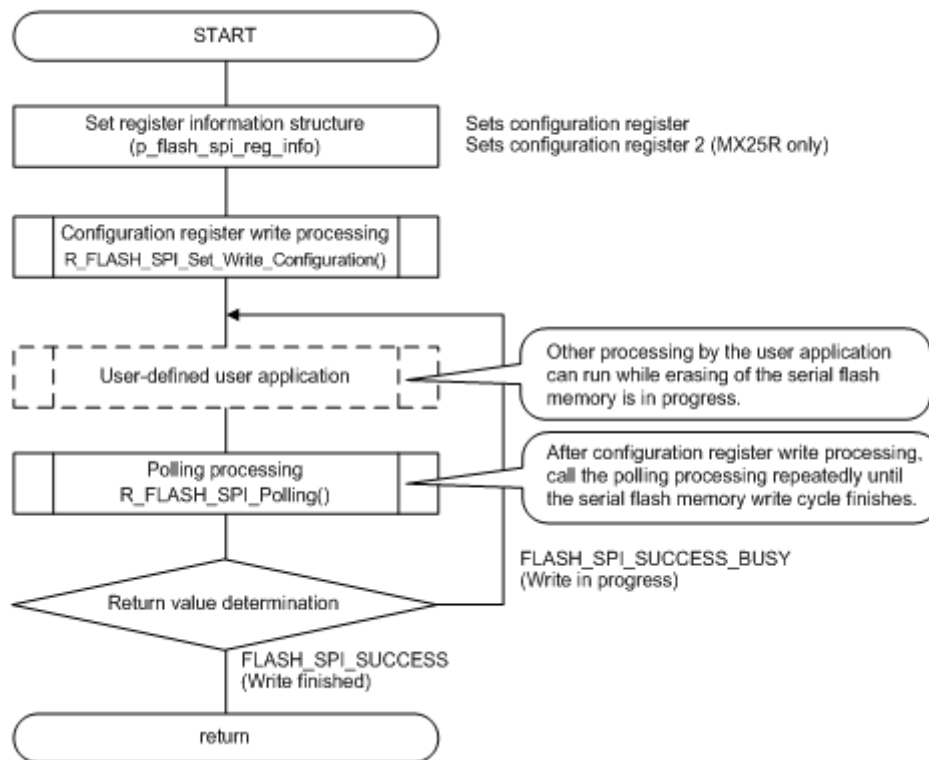 START
Set register information structure
(p_flash_spi_reg_info)
Sets configuration register
Sets configuration register 2 (MX25R only)
Configuration register write processing
R_FLASH_SPI_Set_Write_Configuration()
User-defined user application
Other processing by the user application
can run while erasing of the serial flash
memory is in progress.
Polling processing
R_FLASH_SPI_Polling()
After configuration register write processing,
call the polling processing repeatedly until
the serial flash memory write cycle finishes.
FLASH_SPI_SUCCESS_BUSY
(Write in progress)
Return value determination
FLASH_SPI_SUCCESS
(Write finished)
return